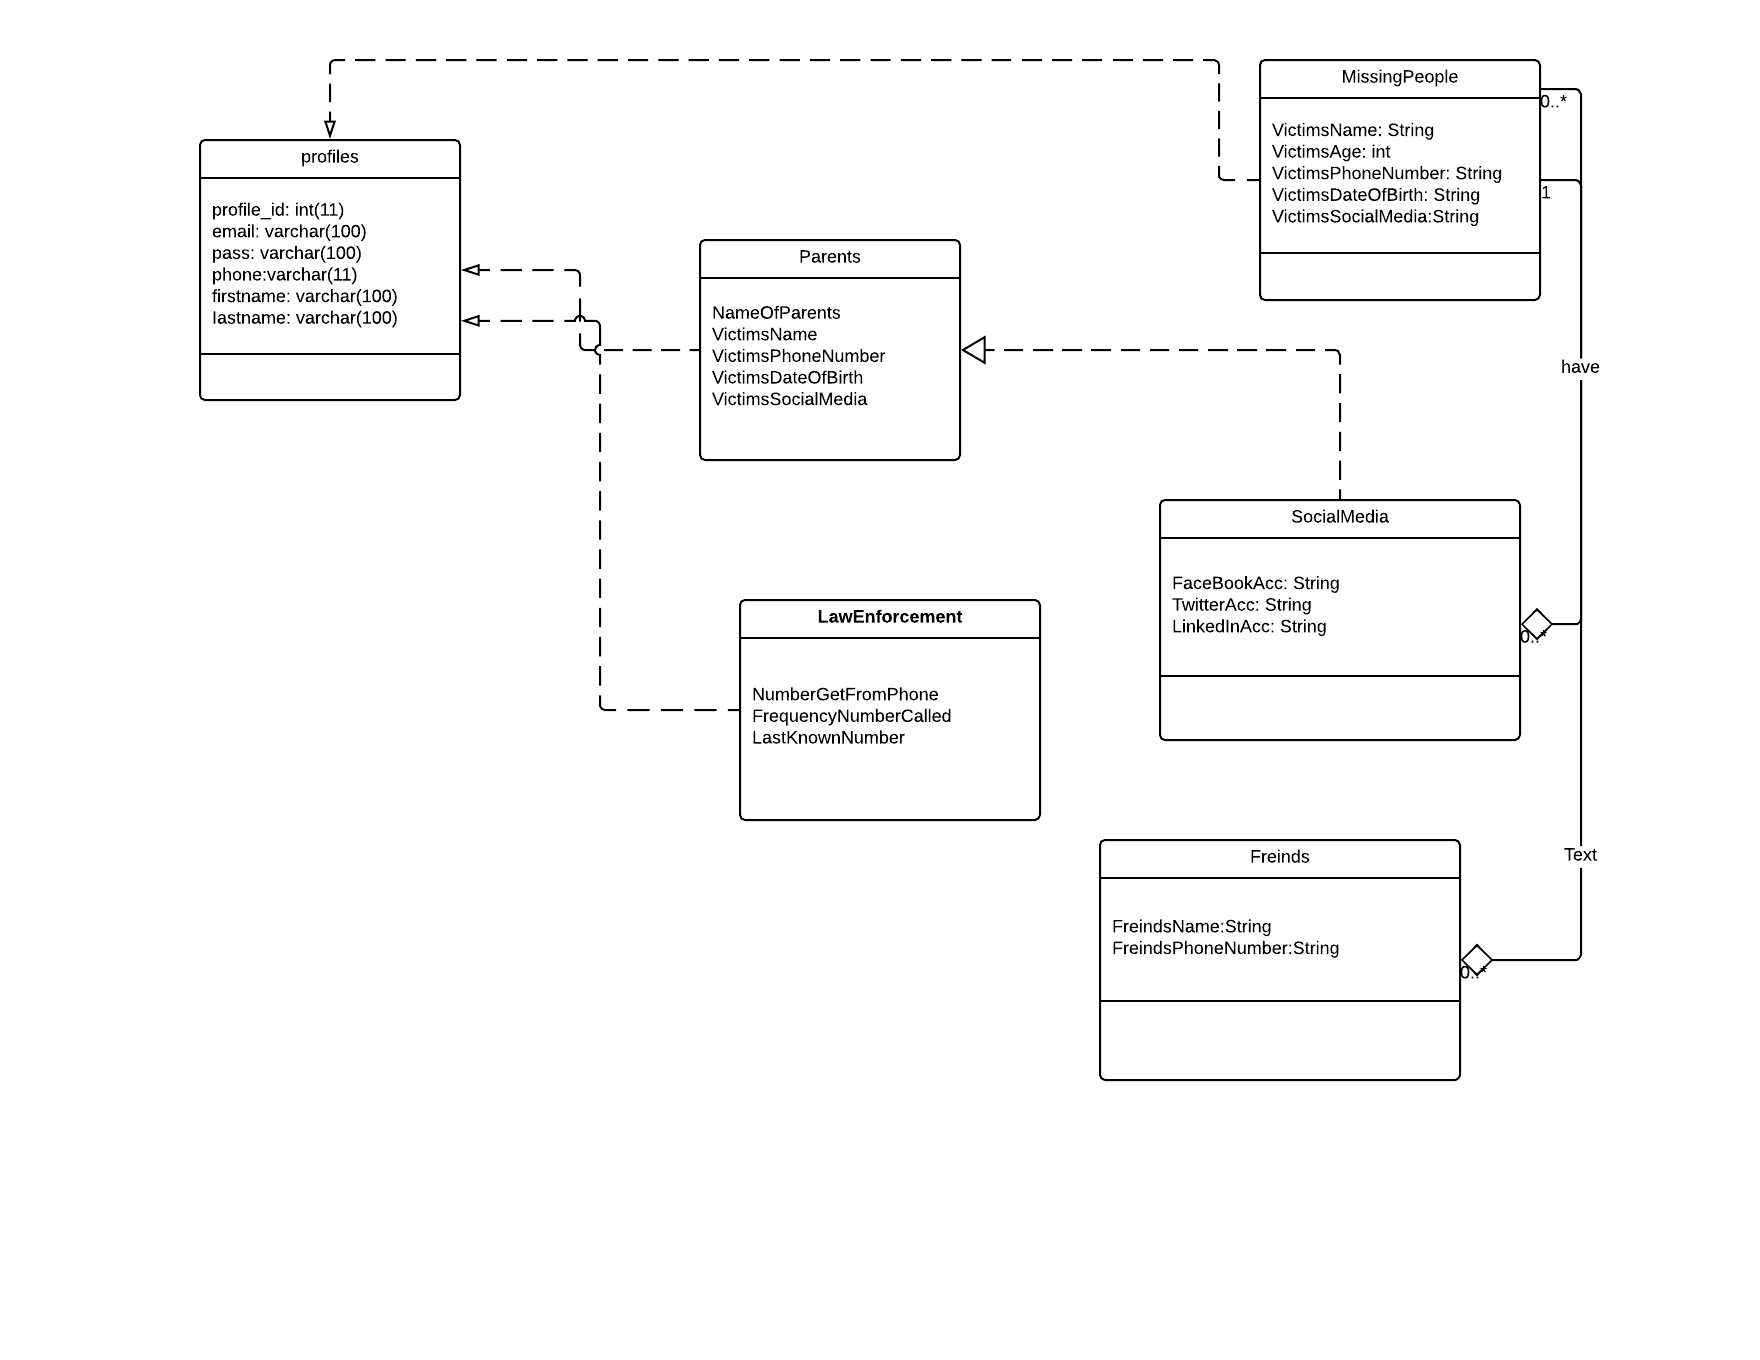 MissingPeople
0..*
VictimsName: String
VictimsAge: int
VictimsPhoneNumber: String
VictimsDateOfBirth: String
VictimsSocialMedia:String
1
profiles
profile_id: int(11)
email: varchar(100)
pass: varchar(100)
phone:varchar(11)
firstname: varchar(100)
lastname: varchar(100)
Parents
NameOfParents
VictimsName
VictimsPhoneNumber
VictimsDateOfBirth
VictimsSocialMedia
have
SocialMedia
FaceBookAcc: String
TwitterAcc: String
LinkedInAcc: String
0..*
LawEnforcement
NumberGetFromPhone
FrequencyNumberCalled
LastKnownNumber
Text
Freinds
FreindsName:String
FreindsPhoneNumber:String
0..*